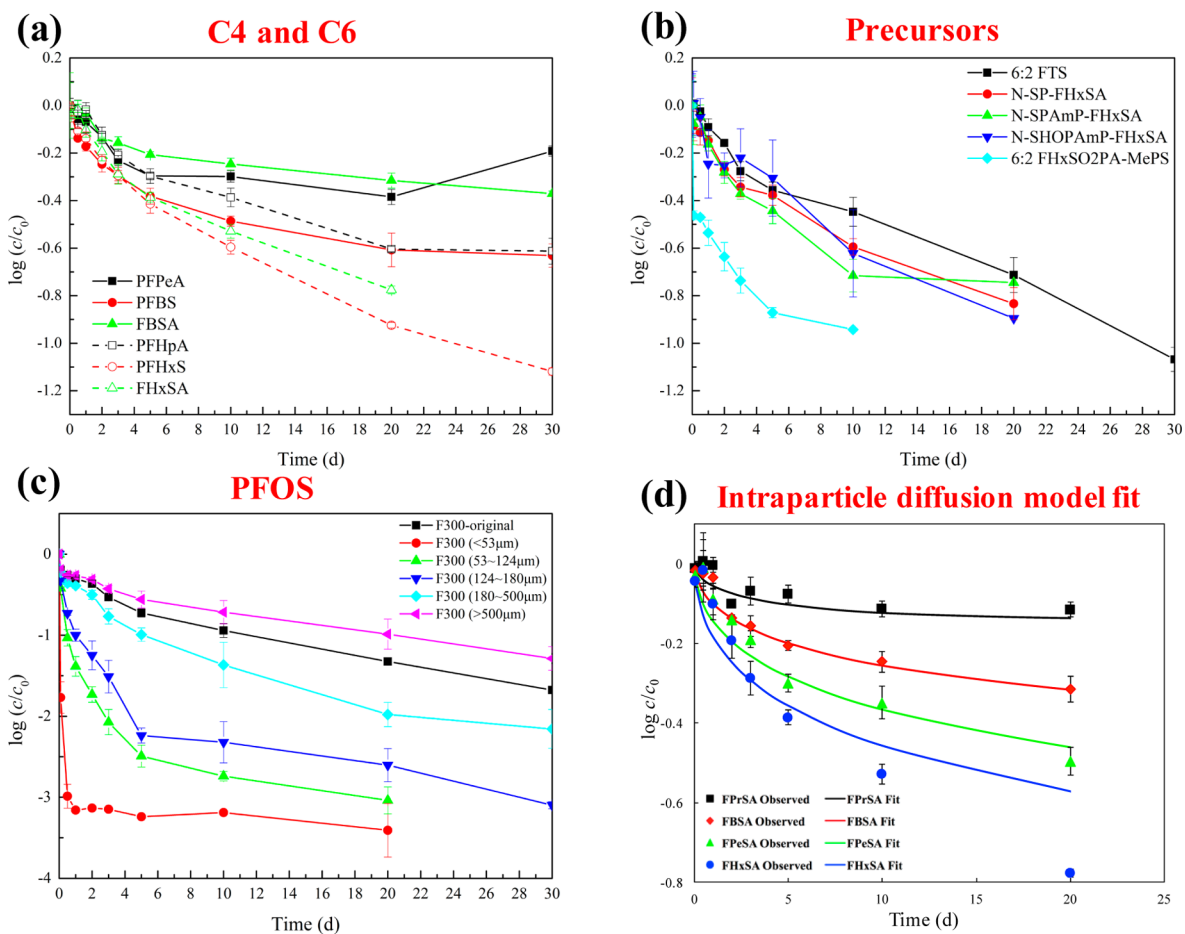 (a)
C4 and C6
0.2
0.0
-0.2
-0.4
-0.6
-0.8
-1.0
-1.2
log (c/c0)
PFPeA
PFBS
FBSA
PFHpA
PFHxS
FHxSA
0 2 4 6 8 10 12 14 16 18 20 22 24 26 28 30
Time (d)
(b)
Precursors
0.2
0.0
-0.2
-0.4
-0.6
-0.8
-1.0
-1.2
log (c/c0)
6:2 FTS
N-SP-FHxSA
N-SPAmP-FHxSA
N-SHOPAmP-FHxSA
6:2 FHxSO2PA-MePS
0 2 4 6 8 10 12 14 16 18 20 22 24 26 28 30
Time (d)
(c)
PFOS
0
-1
-2
-3
-4
log (c/c0)
F300-original
F300 (<53μm)
F300 (53~124μm)
F300 (124~180μm)
F300 (180~500μm)
F300 (>500μm)
0 2 4 6 8 10 12 14 16 18 20 22 24 26 28 30
Time (d)
(d)
Intraparticle diffusion model fit
0
-0.2
-0.4
-0.6
-0.8
log c/c0
FPrSA Observed FPrSA Fit
FBSA Observed FBSA Fit
FPeSA Observed FPeSA Fit
FHxSA Observed FHxSA Fit
0 5 10 15 20 25
Time (d)